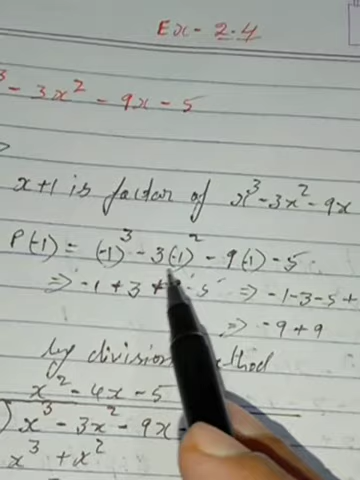 Ex - 2.4
³ - 3x² - 9x - 5
x+1 is factor of x³-3x²-9x
P(-1) = (-1)³ - 3(-1)² - 9(-1) - 5
⇒ -1 + 3 + -5 ⇒ -1-3-5+
⇒ -9+9
by division method
x² - 4x - 5
) x³ - 3x² - 9x
x³ + x²